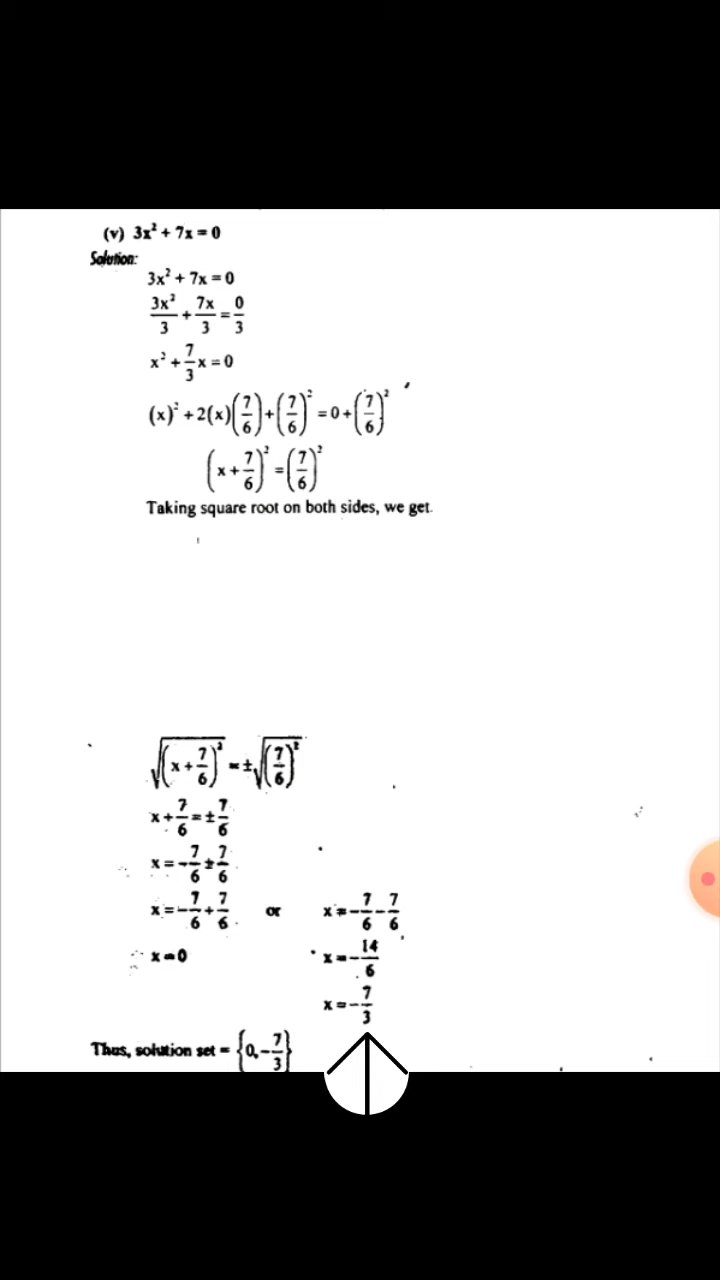 (v) 3x² + 7x = 0
Solution:
3x² + 7x = 0
3x²/3 + 7x/3 = 0/3
x² + 7/3 x = 0
(x)² + 2(x)(7/6) + (7/6)² = 0 + (7/6)²
(x + 7/6)² = (7/6)²
Taking square root on both sides, we get.
√(x + 7/6)² = ±√(7/6)²
x + 7/6 = ± 7/6
x = -7/6 ± 7/6
x = -7/6 + 7/6 or x = -7/6 - 7/6
x = 0 x = -14/6
x = -7/3
Thus, solution set = {0, -7/3}